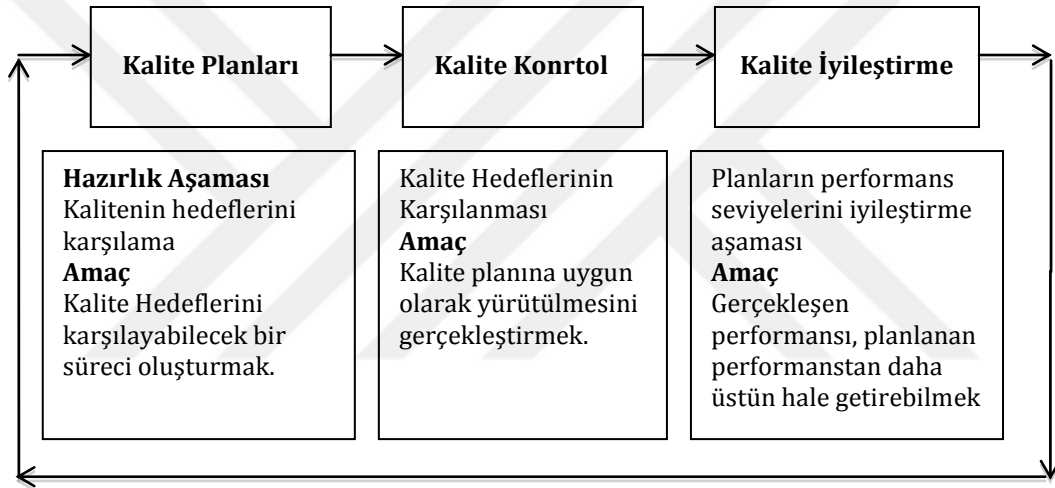 Kalite Planları
Kalite Konrtol
Kalite İyileştirme
Hazırlık Aşaması
Kalitenin hedeflerini
karşılama
Amaç
Kalite Hedeflerini
karşılayabilecek bir
süreci oluşturmak.
Kalite Hedeflerinin
Karşılanması
Amaç
Kalite planına uygun
olarak yürütülmesini
gerçekleştirmek.
Planların performans
seviyelerini iyileştirme
aşaması
Amaç
Gerçekleşen
performansı, planlanan
performanstan daha
üstün hale getirebilmek